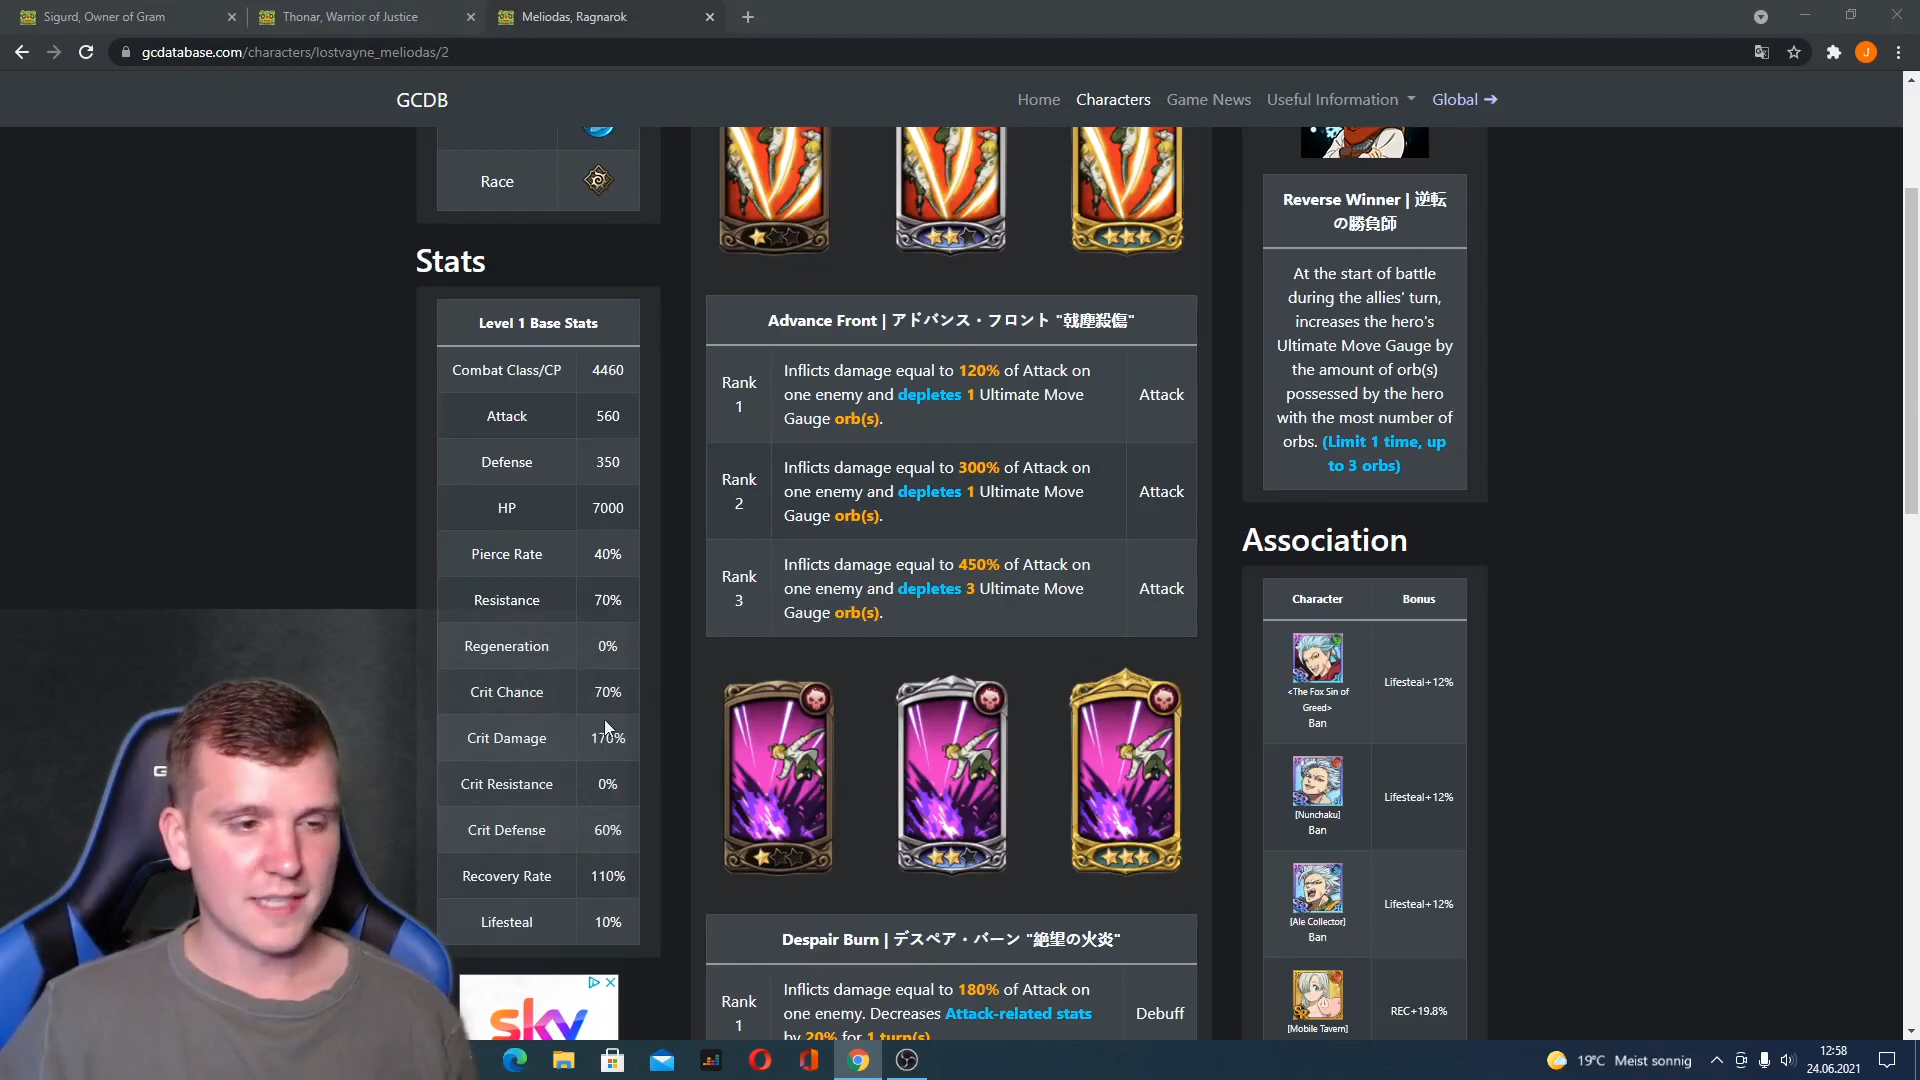 Sigurd, Owner of Gram
Thonar, Warrior of Justice
Meliodas, Ragnarok
gcdatabase.com/characters/lostvayne_meliodas/2
J
GCDB
Home
Characters
Game News
Useful Information
Global
Race
Stats
Level 1 Base Stats
Combat Class/CP 4460
Attack 560
Defense 350
HP 7000
Pierce Rate 40%
Resistance 70%
Regeneration 0%
Crit Chance 70%
Crit Damage 170%
Crit Resistance 0%
Crit Defense 60%
Recovery Rate 110%
Lifesteal 10%
sky
Advance Front | アドバンス・フロント "戟塵殺傷"
Rank
1
Inflicts damage equal to 120% of Attack on
one enemy and depletes 1 Ultimate Move
Gauge orb(s).
Attack
Rank
2
Inflicts damage equal to 300% of Attack on
one enemy and depletes 1 Ultimate Move
Gauge orb(s).
Attack
Rank
3
Inflicts damage equal to 450% of Attack on
one enemy and depletes 3 Ultimate Move
Gauge orb(s).
Attack
Despair Burn | デスペア・バーン "絶望の火炎"
Rank
1
Inflicts damage equal to 180% of Attack on
one enemy. Decreases Attack-related stats
by 20% for 1 turn(s)
Debuff
Reverse Winner | 逆転
の勝負師
At the start of battle
during the allies' turn,
increases the hero's
Ultimate Move Gauge by
the amount of orb(s)
possessed by the hero
with the most number of
orbs. (Limit 1 time, up
to 3 orbs)
Association
Character
Bonus
<The Fox Sin of
Greed>
Ban
Lifesteal+12%
[Nunchaku]
Ban
Lifesteal+12%
[Ale Collector]
Ban
Lifesteal+12%
[Mobile Tavern]
REC+19.8%
19°C Meist sonnig
12:58
24.06.2021